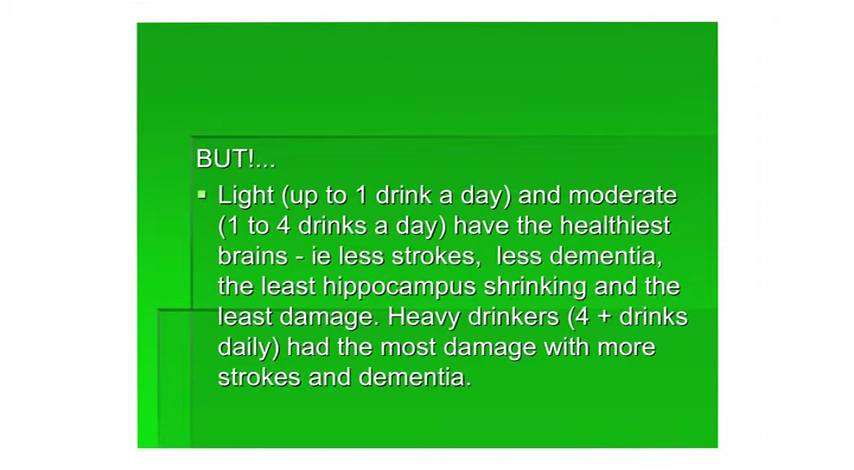 BUT!...
▪ Light (up to 1 drink a day) and moderate
(1 to 4 drinks a day) have the healthiest
brains - ie less strokes, less dementia,
the least hippocampus shrinking and the
least damage. Heavy drinkers (4 + drinks
daily) had the most damage with more
strokes and dementia.